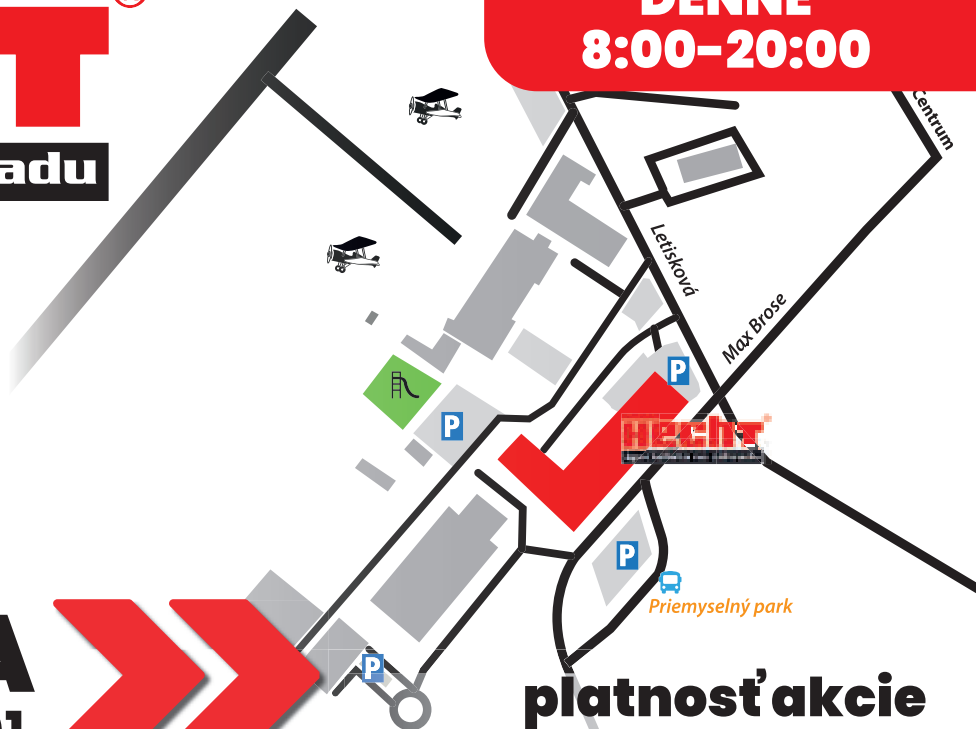 DENNE
8:00–20:00
T
adu
Centrum
Letisková
Max Brose
P
P
HECHT
P
Priemyselný park
P
A
platnosť akcie